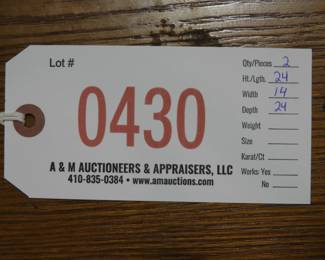 Lot #
0430
A & M AUCTIONEERS & APPRAISERS, LLC
410-835-0384 • www.amauctions.com
Qty/Pieces 2
Ht./Lgth. 24
Width 14
Depth 24
Weight
Size
Karat/Ct
Works: Yes
No